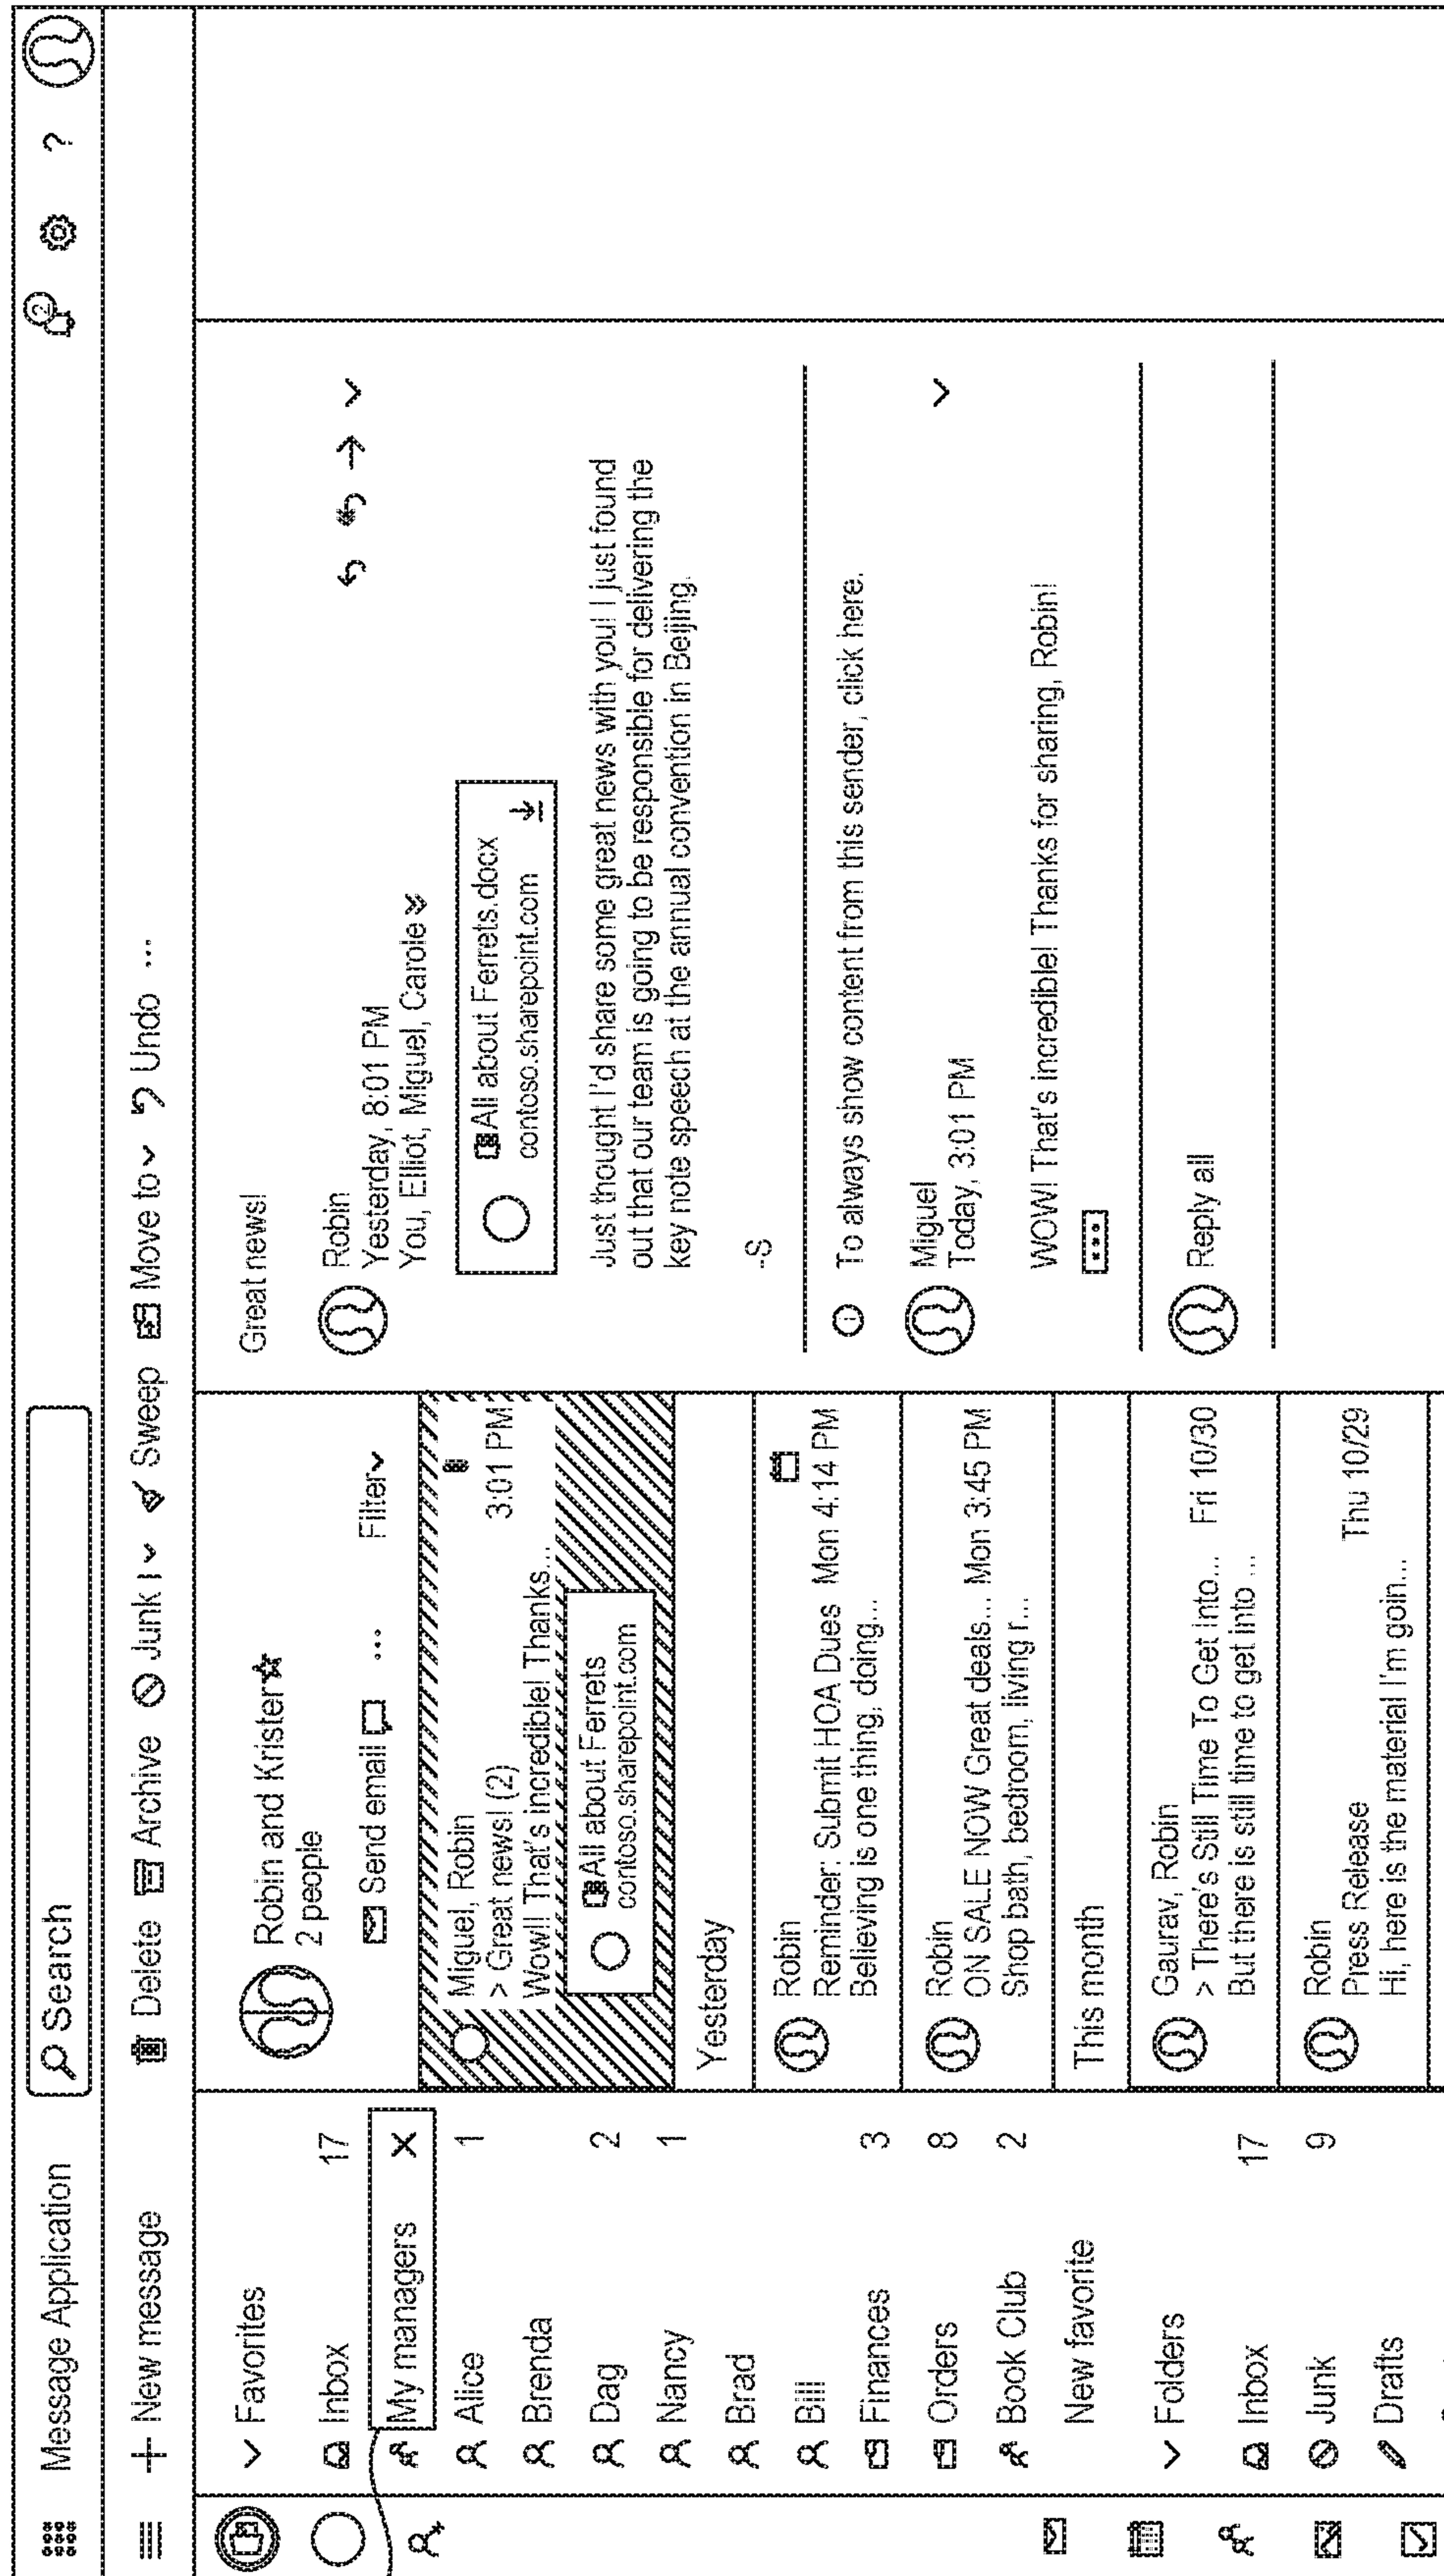 Message Application
Search
2
?
New message
Delete
Archive
Junk
Sweep
Move to
Undo ...
Favorites
Inbox 17
My managers X
Alice 1
Brenda
Dag 2
Nancy 1
Brad
Bill
Finances 3
Orders 8
Book Club 2
New favorite
Folders
Inbox 17
Junk 9
Drafts
Robin and Krister
2 people
Send email ... Filter
Miguel, Robin
> Great news! (2) 3:01 PM
Wow!! That's incredible! Thanks...
All about Ferrets
contoso.sharepoint.com
Yesterday
Robin
Reminder: Submit HOA Dues Mon 4:14 PM
Believing is one thing, doing...
Robin
ON SALE NOW Great deals... Mon 3:45 PM
Shop bath, bedroom, living r...
This month
Gaurav, Robin
> There's Still Time To Get Into... Fri 10/30
But there is still time to get into ...
Robin
Press Release Thu 10/29
Hi, here is the material I'm goin...
Great news!
Robin
Yesterday, 8:01 PM
You, Elliot, Miguel, Carole
All about Ferrets.docx
contoso.sharepoint.com
Just thought I'd share some great news with you! I just found
out that our team is going to be responsible for delivering the
key note speech at the annual convention in Beijing.
-S
To always show content from this sender, click here.
Miguel
Today, 3:01 PM
WOW! That's incredible! Thanks for sharing, Robin!
Reply all